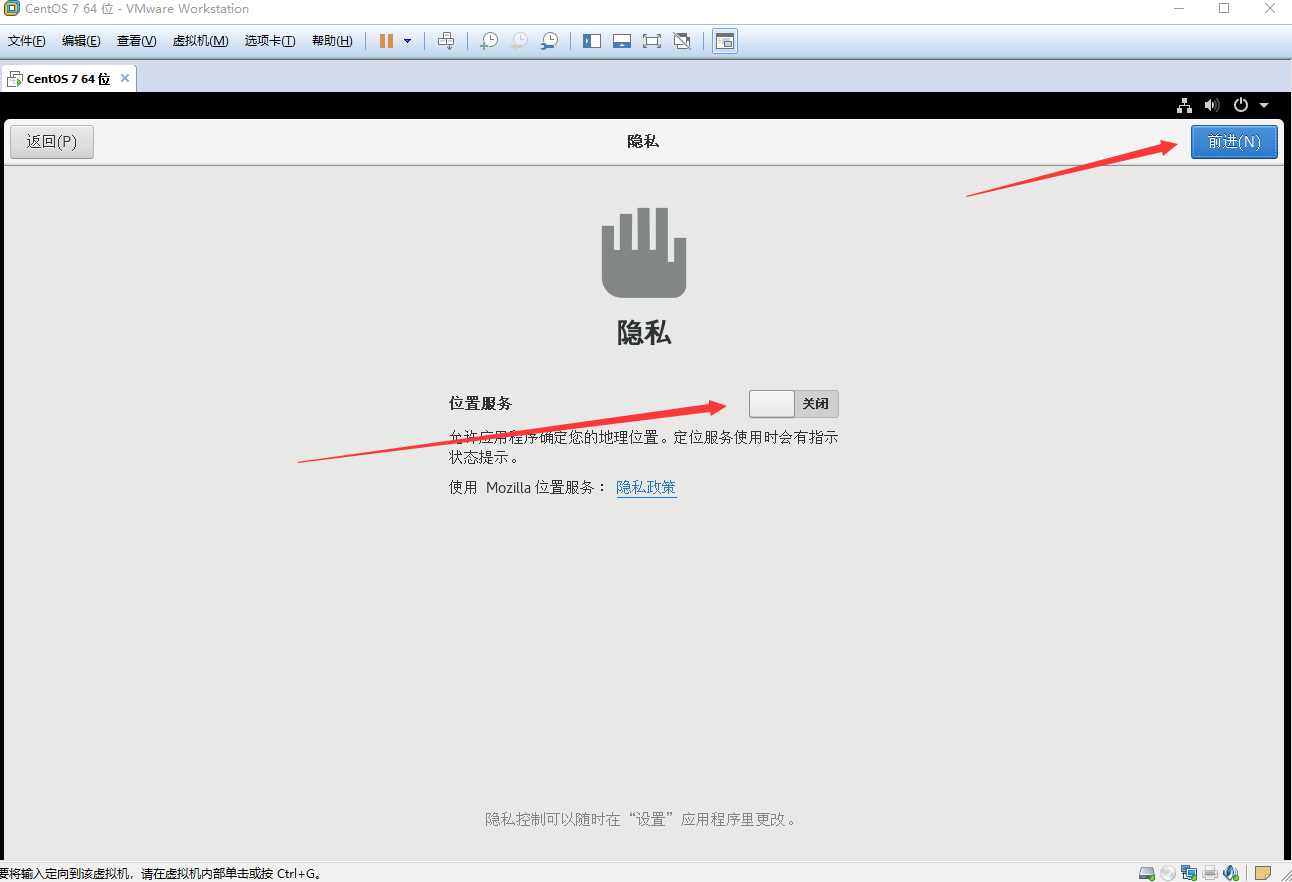 CentOS 7 64 位 - VMware Workstation
文件(F) 编辑(E) 查看(V) 虚拟机(M) 选项卡(T) 帮助(H)
CentOS 7 64 位
返回(P) 隐私 前进(N)
隐私
位置服务 关闭
允许应用程序确定您的地理位置。定位服务使用时会有指示
状态提示。
使用 Mozilla 位置服务： 隐私政策
隐私控制可以随时在“设置”应用程序里更改。
要将输入定向到该虚拟机，请在虚拟机内部单击或按 Ctrl+G。